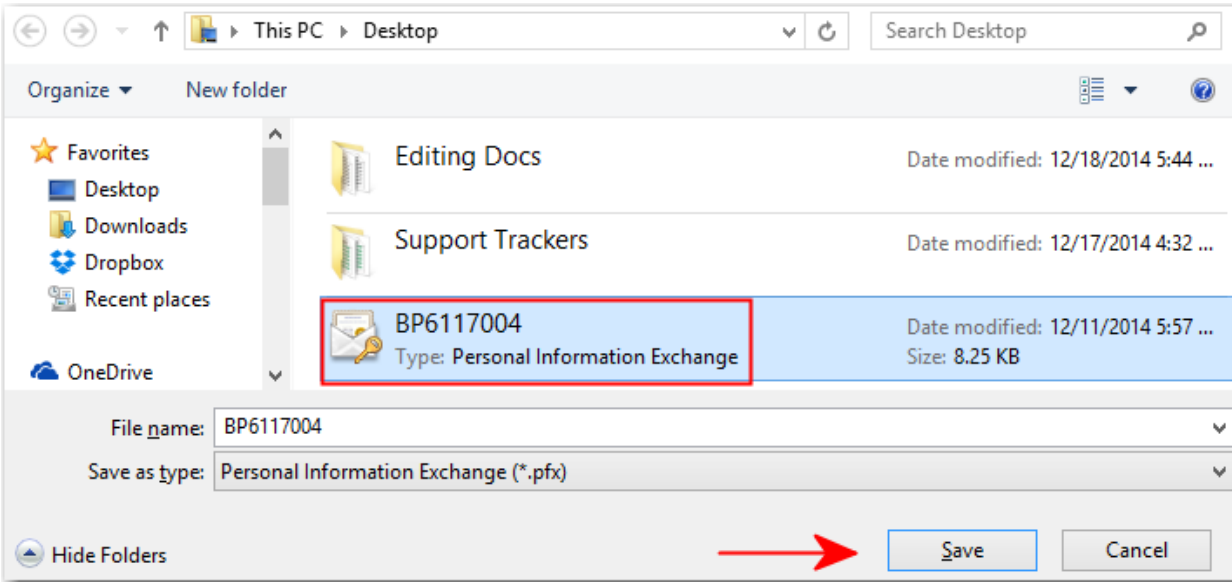 This PC Desktop Search Desktop
Organize New folder
Favorites
Desktop
Downloads
Dropbox
Recent places
OneDrive
Editing Docs Date modified: 12/18/2014 5:44 ...
Support Trackers Date modified: 12/17/2014 4:32 ...
BP6117004 Date modified: 12/11/2014 5:57 ...
Type: Personal Information Exchange Size: 8.25 KB
File name: BP6117004
Save as type: Personal Information Exchange (*.pfx)
Hide Folders Save Cancel